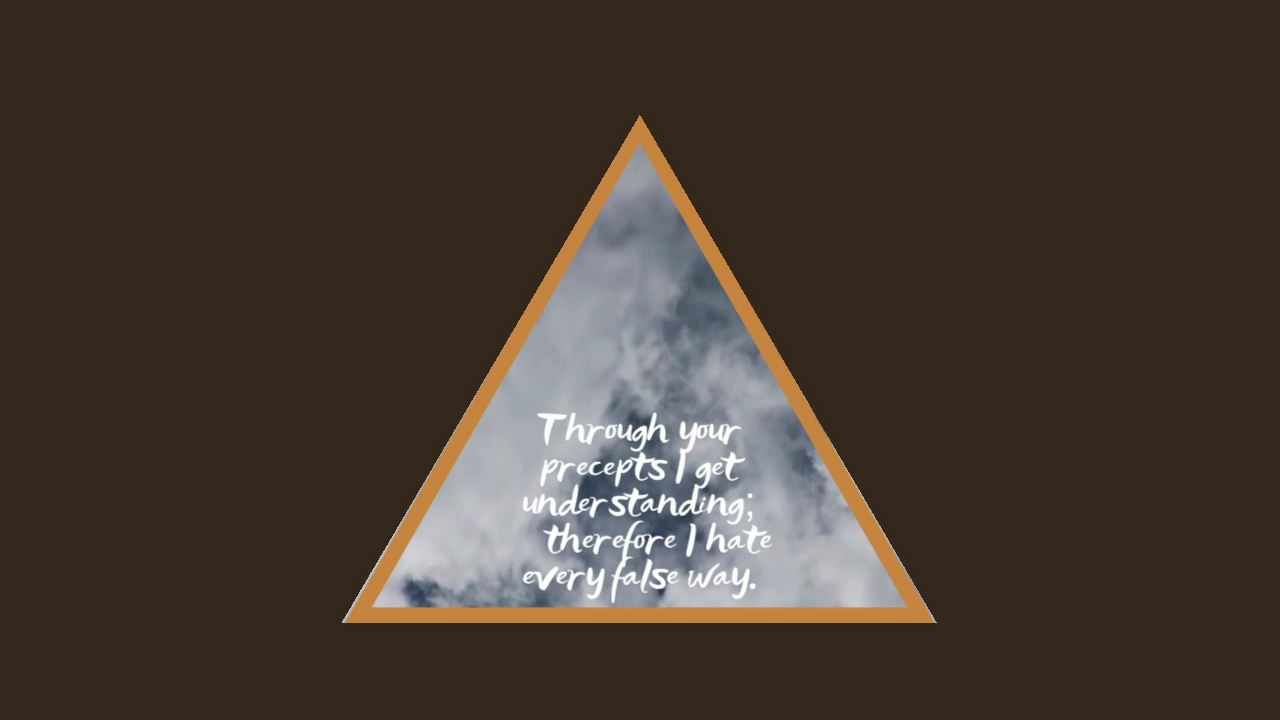 Through your
precepts I get
understanding;
therefore I hate
every false way.